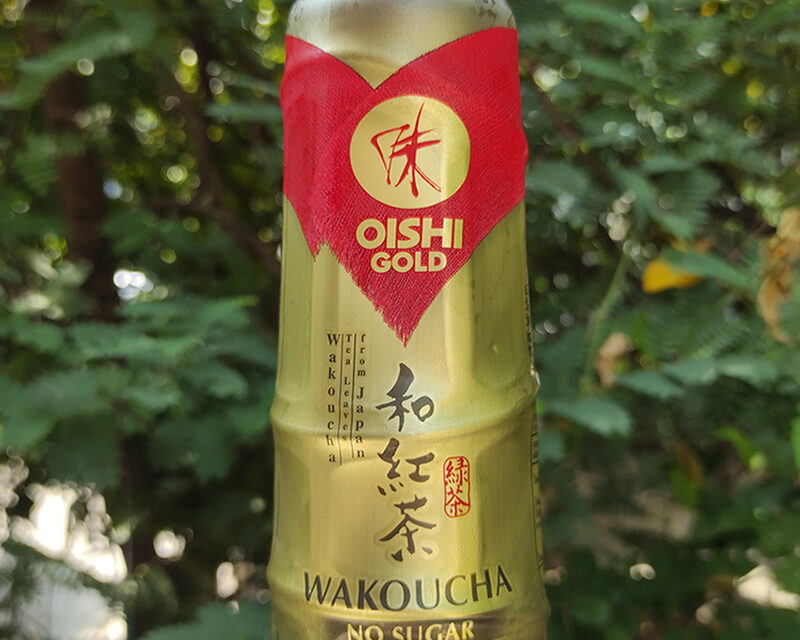 味
OISHI
GOLD
Wakoucha
Tea Leaves
from Japan
和紅茶
緑茶
WAKOUCHA
NO SUGAR